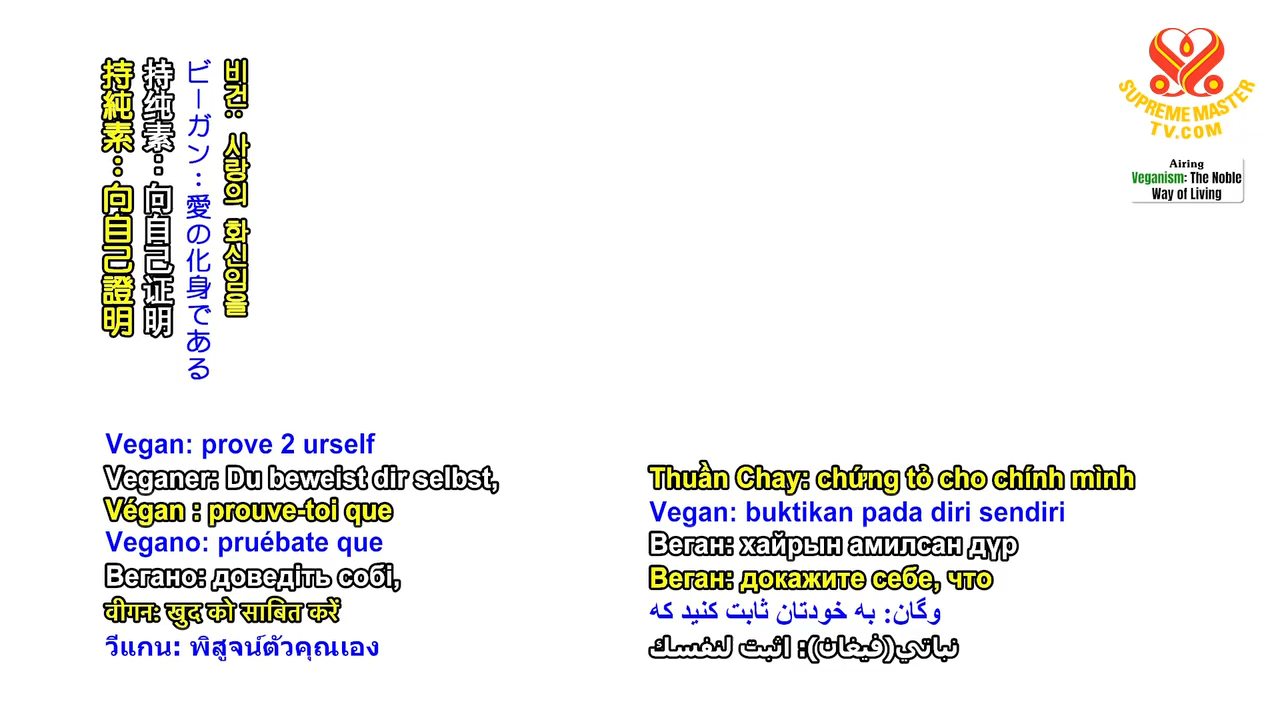 持純素：向自己證明
持纯素：向自己证明
ビーガン：愛の化身である
비건: 사랑의 화신임을
SUPREME MASTER
TV.COM
Airing
Veganism: The Noble
Way of Living
Vegan: prove 2 urself
Veganer: Du beweist dir selbst,
Végan : prouve-toi que
Vegano: pruébate que
Вегано: доведіть собі,
वीगन: खुद को साबित करें
วีแกน: พิสูจน์ตัวคุณเอง
Thuần Chay: chứng tỏ cho chính mình
Vegan: buktikan pada diri sendiri
Веган: хайрын амилсан дүр
Веган: докажите себе, что
وگان: به خودتان ثابت کنید که
نباتي(فيغان): اثبت لنفسك